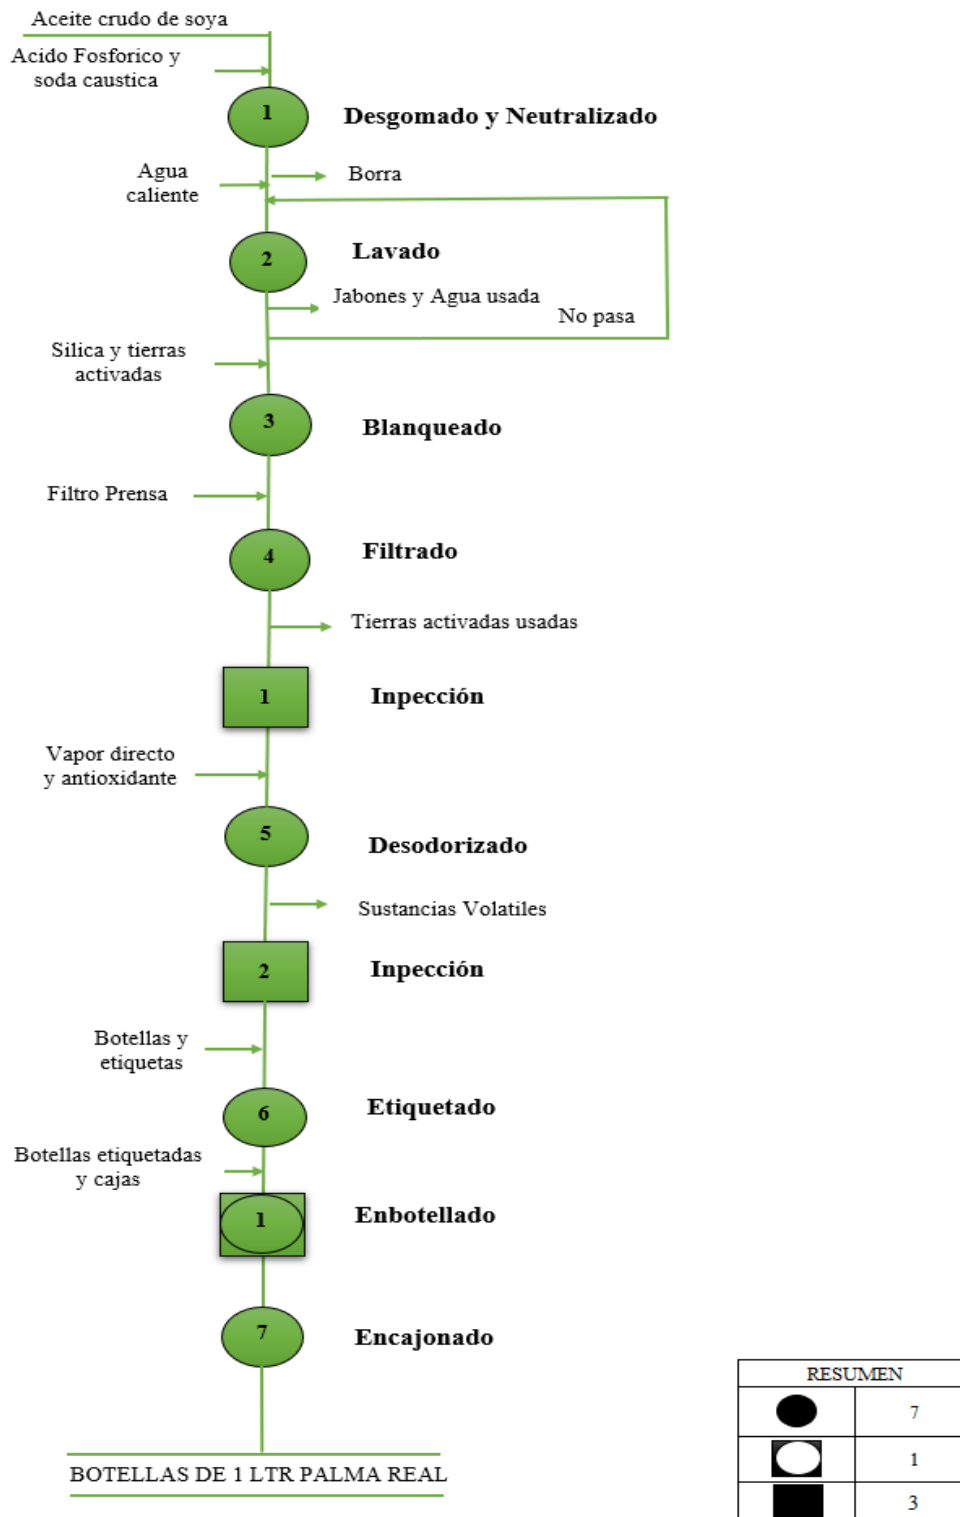 Aceite crudo de soya
Acido Fosforico y
soda caustica
1
Desgomado y Neutralizado
Agua
caliente
Borra
2
Lavado
Jabones y Agua usada
No pasa
Silica y tierras
activadas
3
Blanqueado
Filtro Prensa
4
Filtrado
Tierras activadas usadas
1
Inpección
Vapor directo
y antioxidante
5
Desodorizado
Sustancias Volatiles
2
Inpección
Botellas y
etiquetas
6
Etiquetado
Botellas etiquetadas
y cajas
1
Enbotellado
7
Encajonado
BOTELLAS DE 1 LTR PALMA REAL
RESUMEN
7
1
3